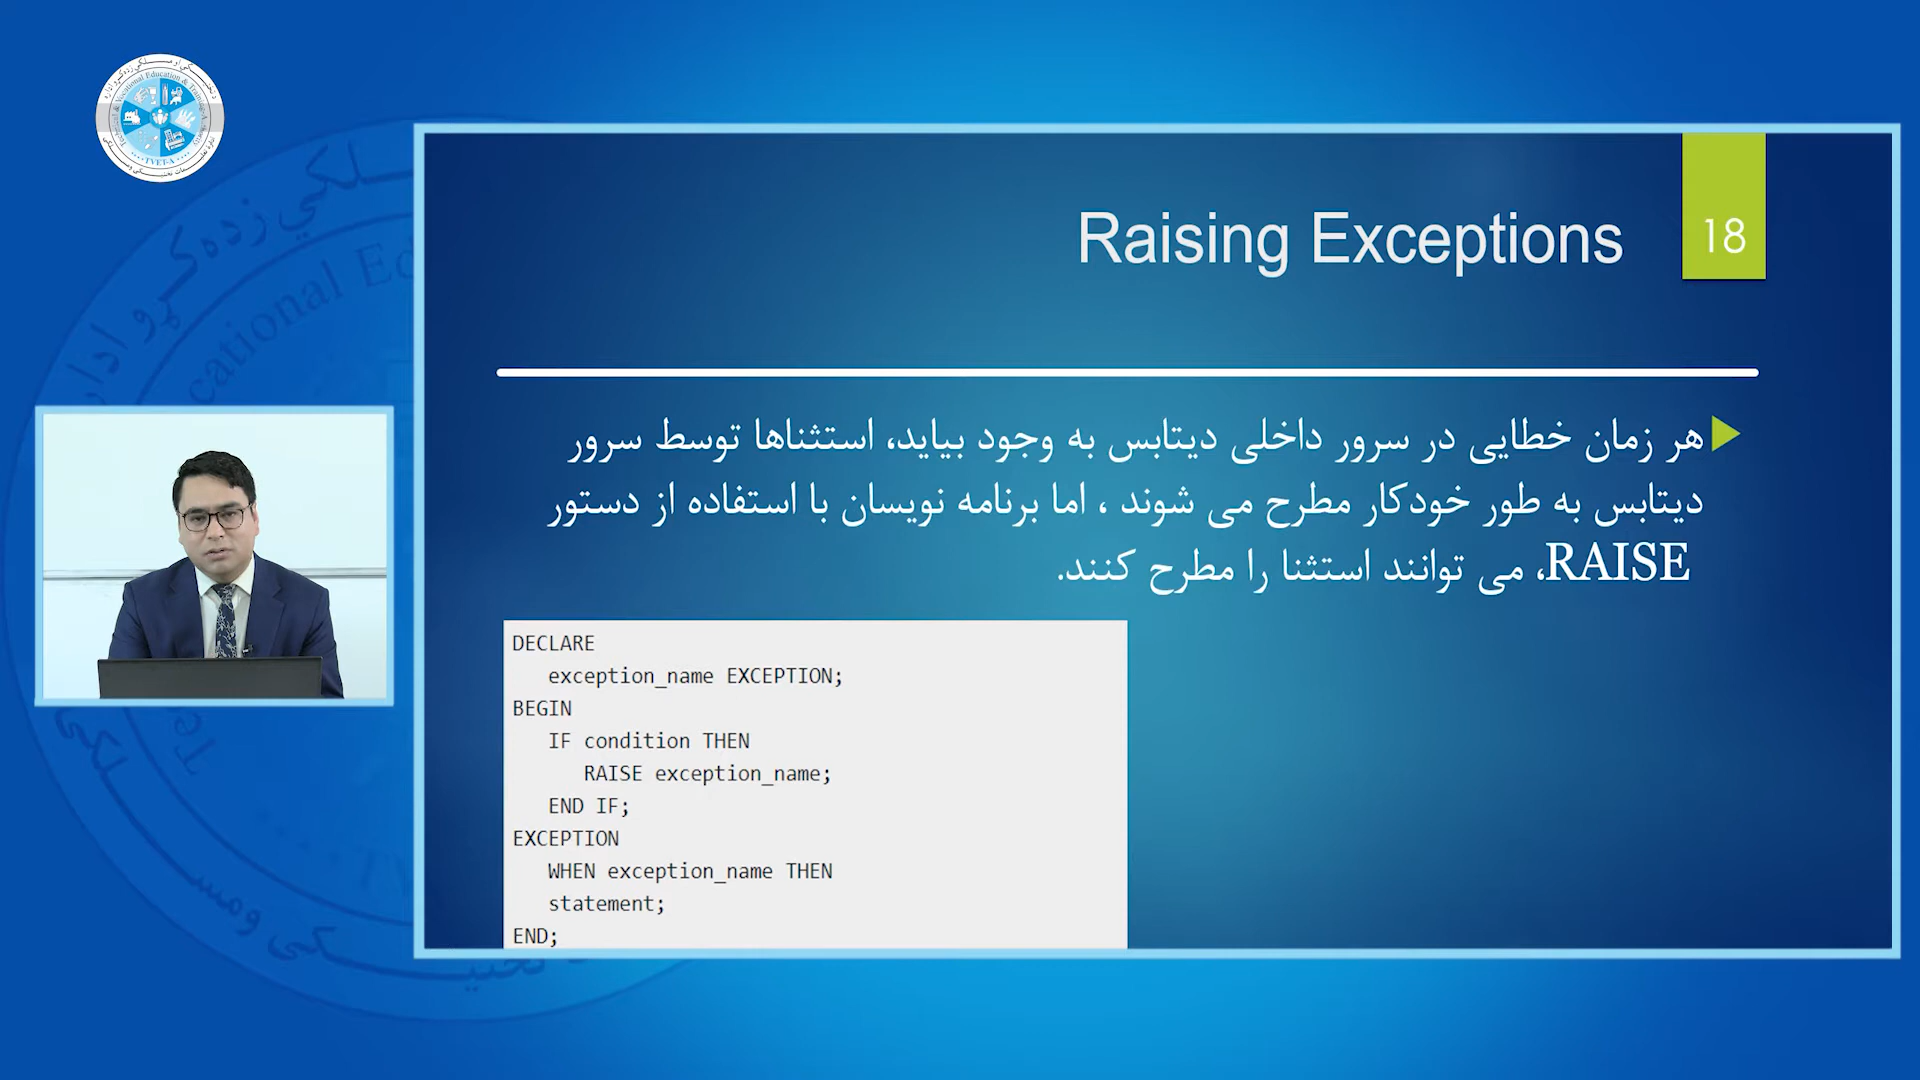 Raising Exceptions
18
هر زمان خطایی در سرور داخلی دیتابس به وجود بیاید، استثناها توسط سرور
دیتابس به طور خودکار مطرح می شوند ، اما برنامه نویسان با استفاده از دستور
RAISE، می توانند استثنا را مطرح کنند.
DECLARE
exception_name EXCEPTION;
BEGIN
IF condition THEN
RAISE exception_name;
END IF;
EXCEPTION
WHEN exception_name THEN
statement;
END;
TVET-A